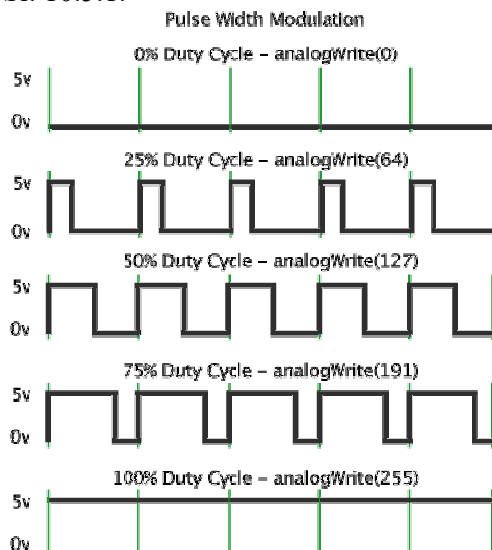 Pulse Width Modulation
0% Duty Cycle – analogWrite(0)
5v
0v
25% Duty Cycle – analogWrite(64)
5v
0v
50% Duty Cycle – analogWrite(127)
5v
0v
75% Duty Cycle – analogWrite(191)
5v
0v
100% Duty Cycle – analogWrite(255)
5v
0v